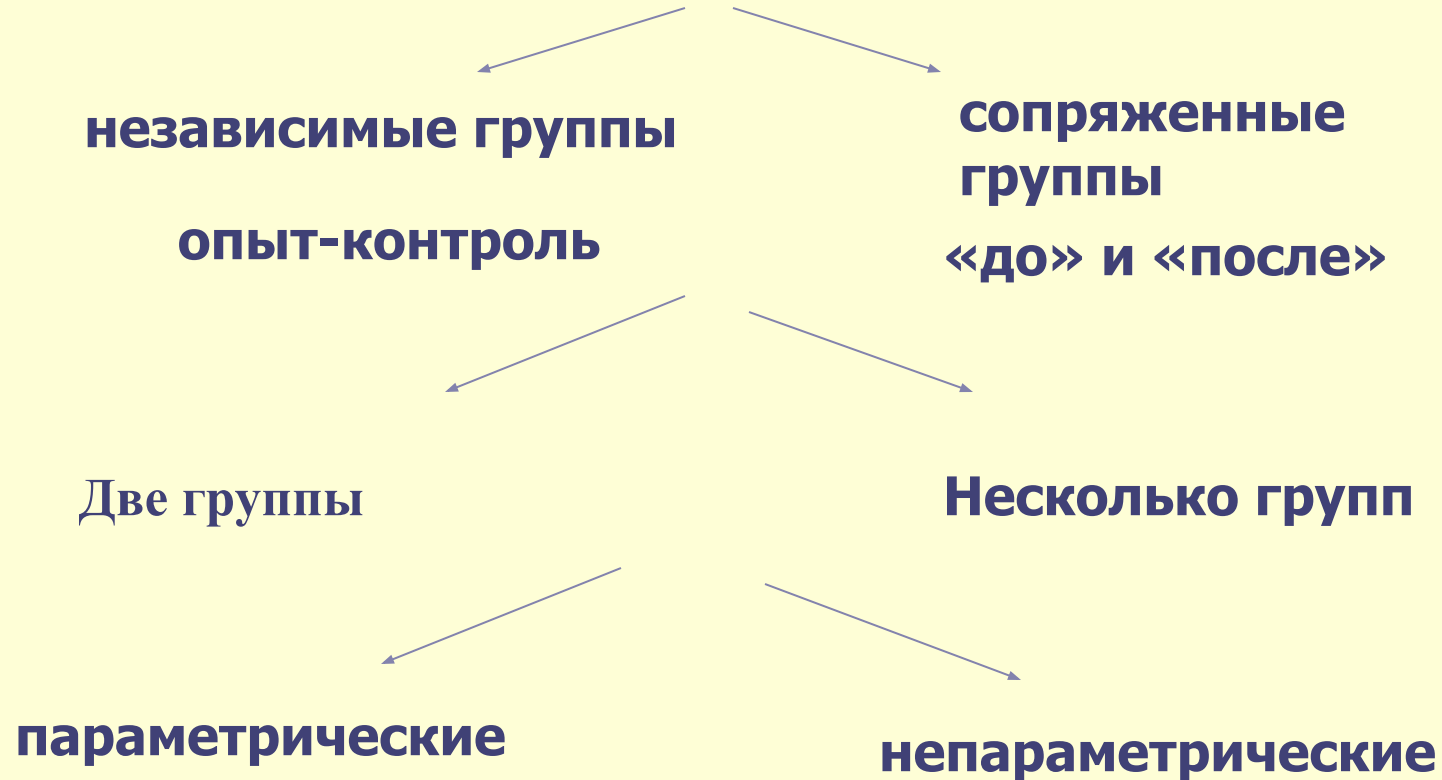 независимые группы
сопряженные
группы
опыт-контроль
«до» и «после»
Две группы
Несколько групп
параметрические
непараметрические